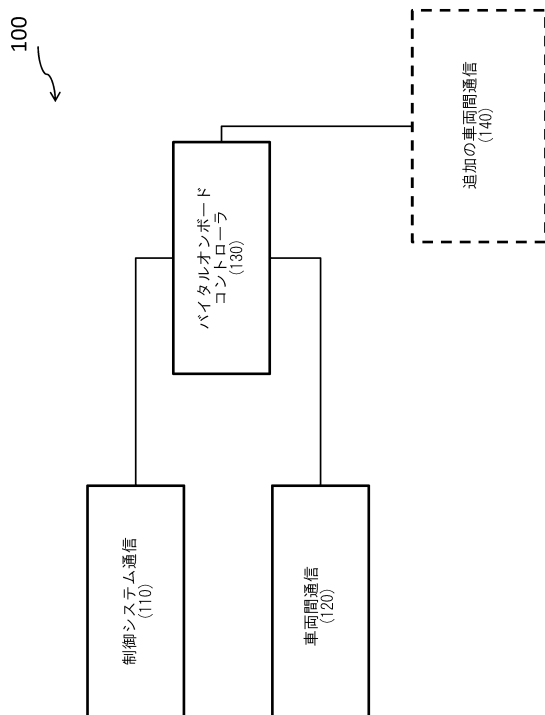 100
制御システム通信
(110)
車両間通信
(120)
バイタルオンボード
コントローラ
(130)
追加の車両間通信
(140)